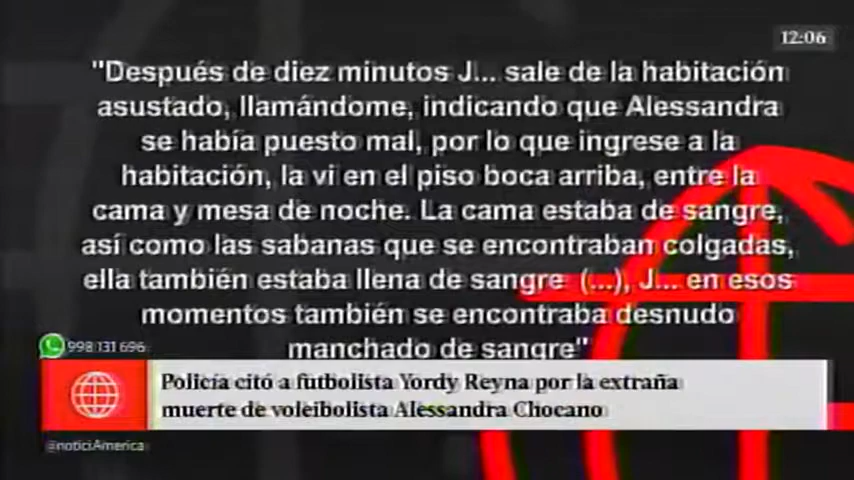 12:06
"Después de diez minutos J... sale de la habitación
asustado, llamándome, indicando que Alessandra
se había puesto mal, por lo que ingrese a la
habitación, la vi en el piso boca arriba, entre la
cama y mesa de noche. La cama estaba de sangre,
así como las sabanas que se encontraban colgadas,
ella también estaba llena de sangre (...), J... en esos
momentos también se encontraba desnudo
manchado de sangre"
998 131 696
Policía citó a futbolista Yordy Reyna por la extraña
muerte de voleibolista Alessandra Chocano
@noticiAmerica